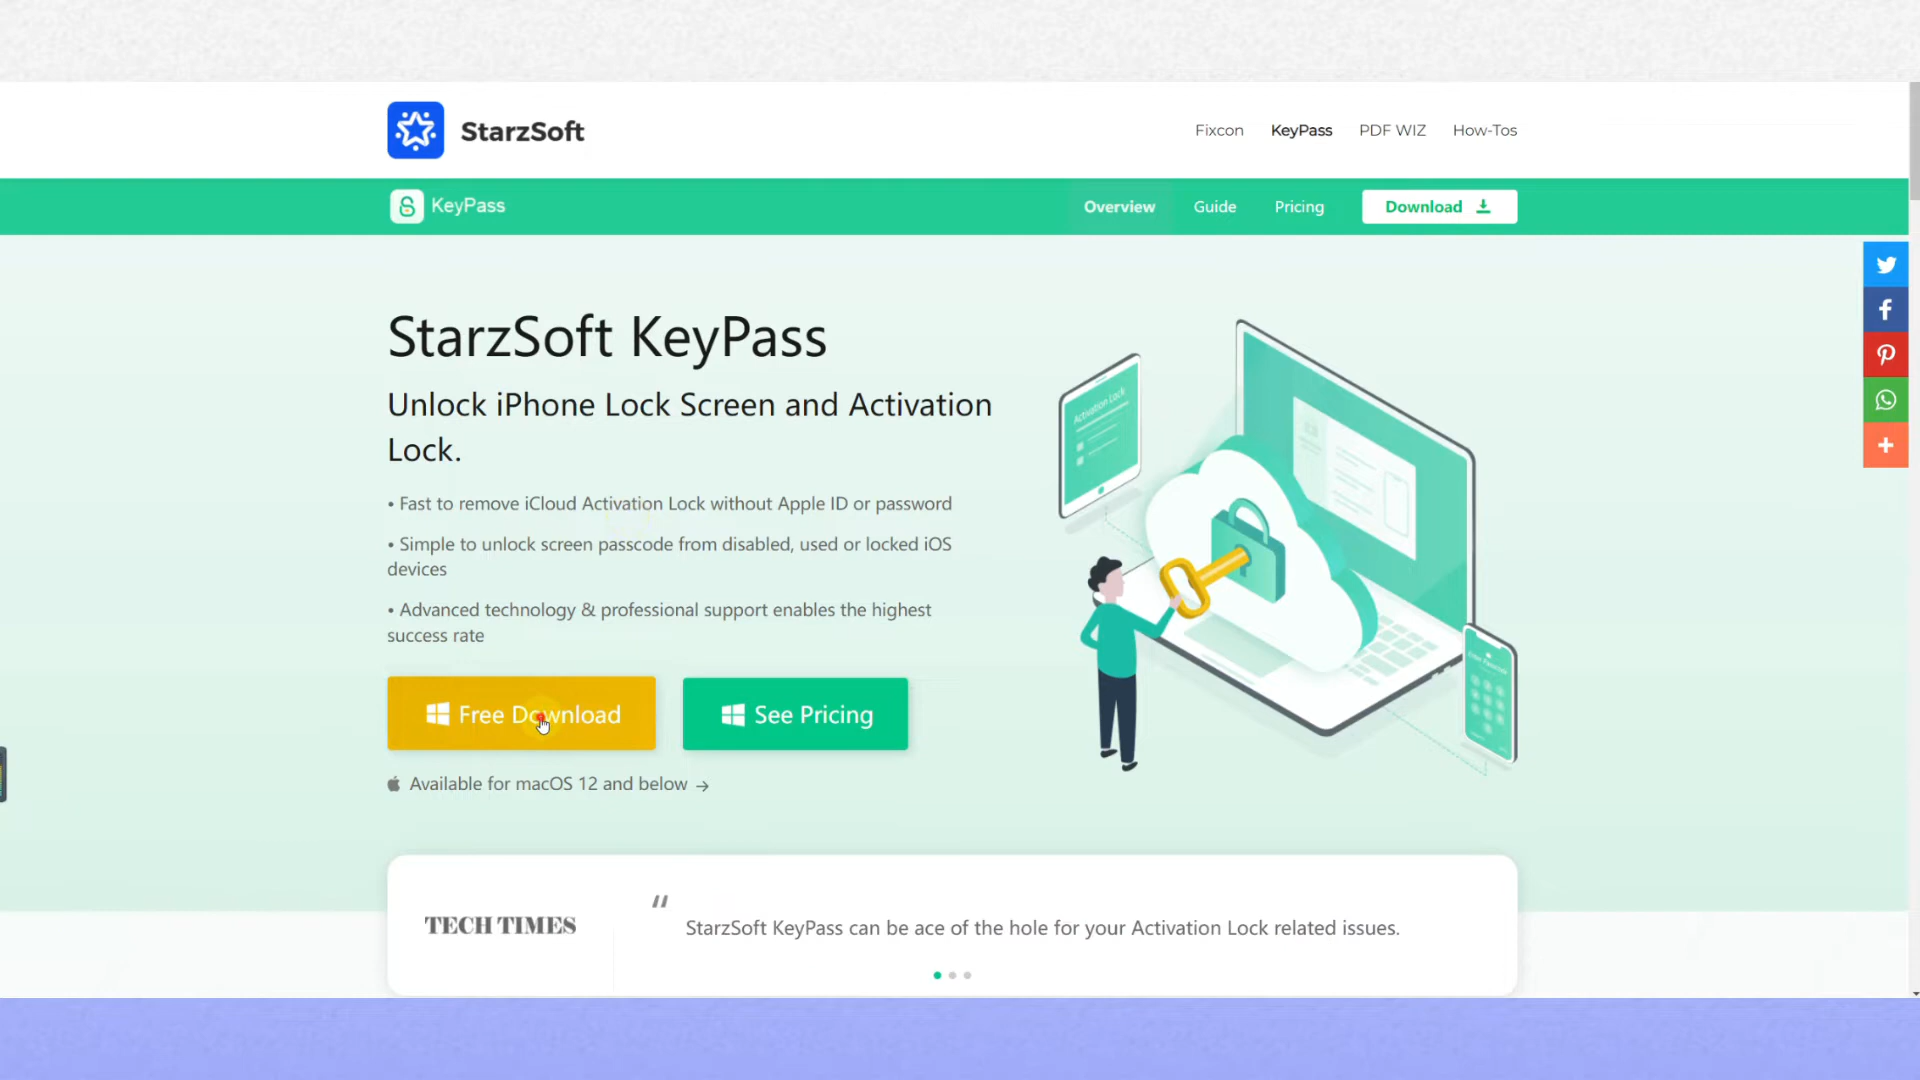 StarzSoft
Fixcon KeyPass PDF WIZ How-Tos
KeyPass
Overview Guide Pricing Download
StarzSoft KeyPass
Unlock iPhone Lock Screen and Activation
Lock.
• Fast to remove iCloud Activation Lock without Apple ID or password
• Simple to unlock screen passcode from disabled, used or locked iOS
devices
• Advanced technology & professional support enables the highest
success rate
Activation Lock
Enter Passcode
Free Download
See Pricing
Available for macOS 12 and below →
TECH TIMES
“
StarzSoft KeyPass can be ace of the hole for your Activation Lock related issues.